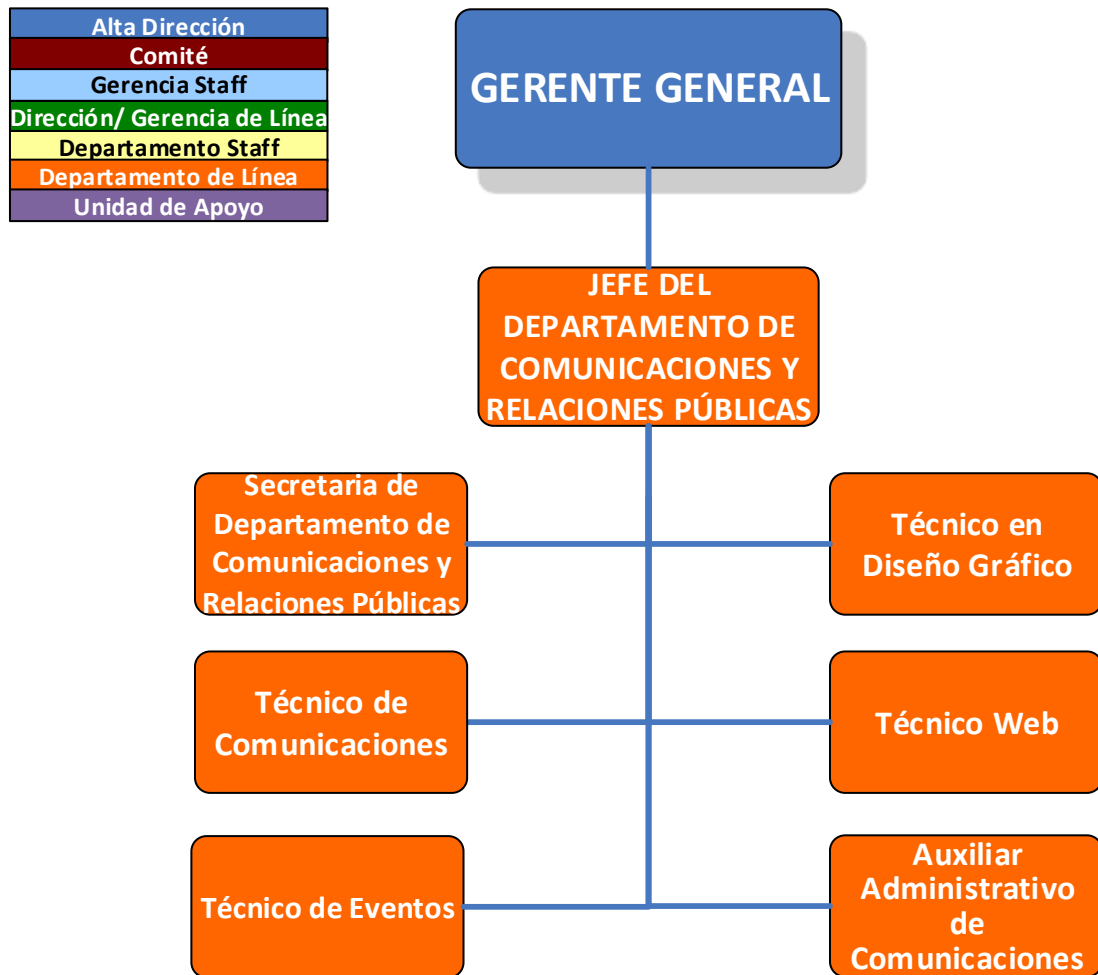 Alta Dirección
Comité
Gerencia Staff
Dirección/ Gerencia de Línea
Departamento Staff
Departamento de Línea
Unidad de Apoyo
GERENTE GENERAL
JEFE DEL
DEPARTAMENTO DE
COMUNICACIONES Y
RELACIONES PÚBLICAS
Secretaria de
Departamento de
Comunicaciones y
Relaciones Públicas
Técnico en
Diseño Gráfico
Técnico de
Comunicaciones
Técnico Web
Técnico de Eventos
Auxiliar
Administrativo
de
Comunicaciones